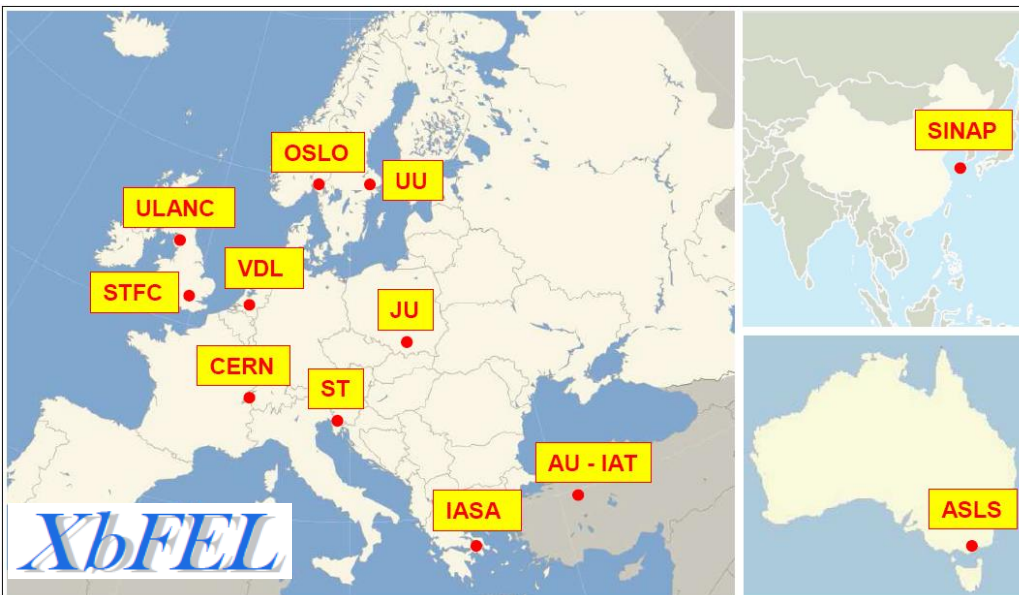 OSLO
UU
ULANC
VDL
STFC
JU
CERN
ST
AU - IAT
IASA
XbFEL
SINAP
ASLS